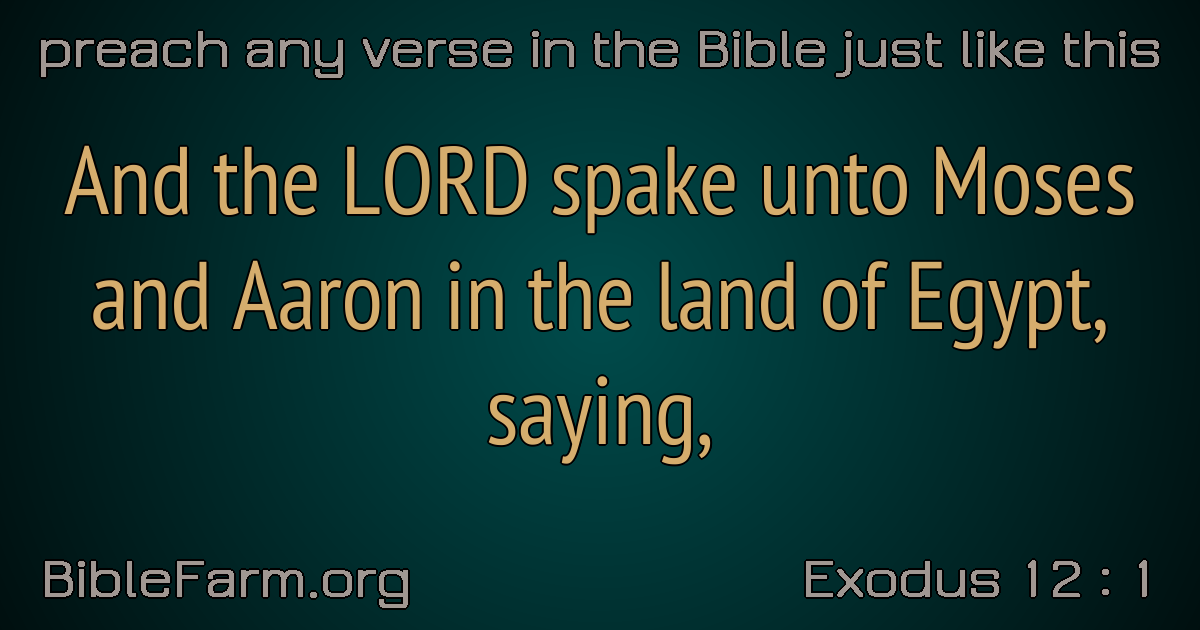 preach any verse in the Bible just like this
And the LORD spake unto Moses
and Aaron in the land of Egypt,
saying,
BibleFarm.org
Exodus 12 : 1